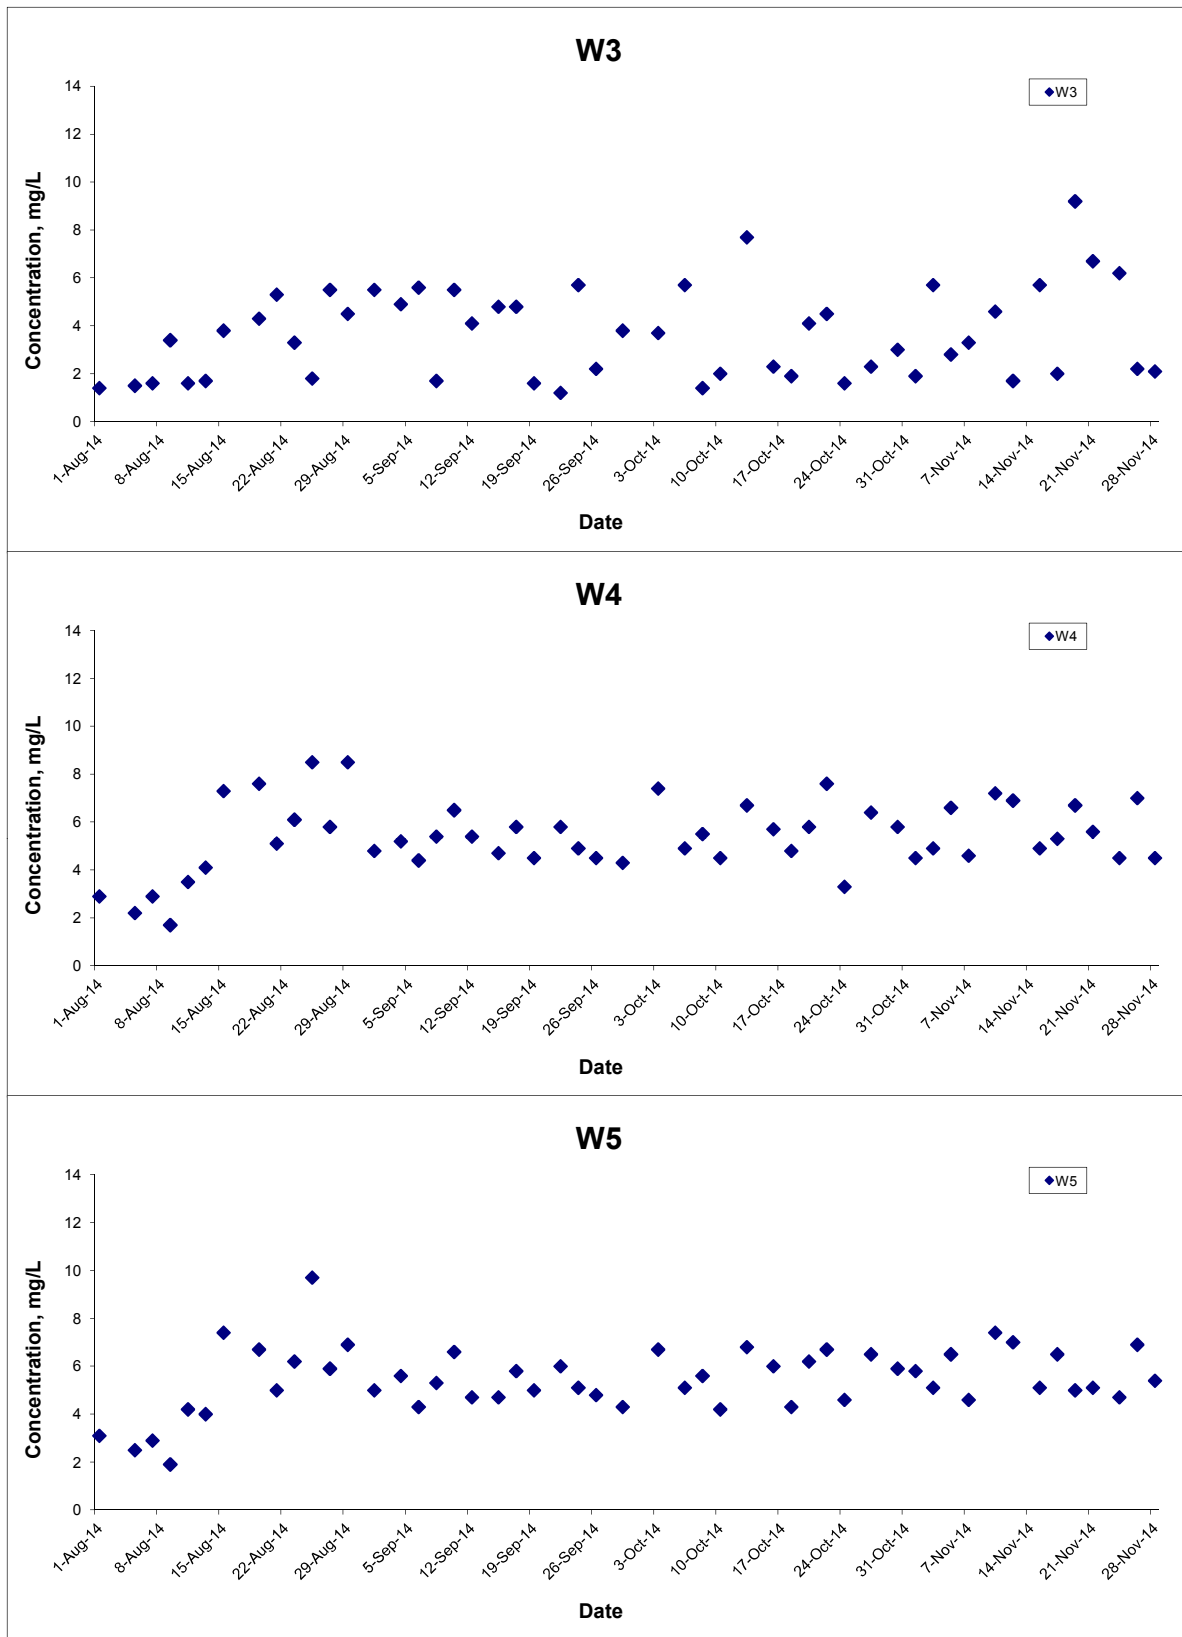 W3
W3
14
12
10
8
6
4
2
0
Concentration, mg/L
1-Aug-14
8-Aug-14
15-Aug-14
22-Aug-14
29-Aug-14
5-Sep-14
12-Sep-14
19-Sep-14
26-Sep-14
3-Oct-14
10-Oct-14
17-Oct-14
24-Oct-14
31-Oct-14
7-Nov-14
14-Nov-14
21-Nov-14
28-Nov-14
Date
W4
W4
14
12
10
8
6
4
2
0
Concentration, mg/L
1-Aug-14
8-Aug-14
15-Aug-14
22-Aug-14
29-Aug-14
5-Sep-14
12-Sep-14
19-Sep-14
26-Sep-14
3-Oct-14
10-Oct-14
17-Oct-14
24-Oct-14
31-Oct-14
7-Nov-14
14-Nov-14
21-Nov-14
28-Nov-14
Date
W5
W5
14
12
10
8
6
4
2
0
Concentration, mg/L
1-Aug-14
8-Aug-14
15-Aug-14
22-Aug-14
29-Aug-14
5-Sep-14
12-Sep-14
19-Sep-14
26-Sep-14
3-Oct-14
10-Oct-14
17-Oct-14
24-Oct-14
31-Oct-14
7-Nov-14
14-Nov-14
21-Nov-14
28-Nov-14
Date